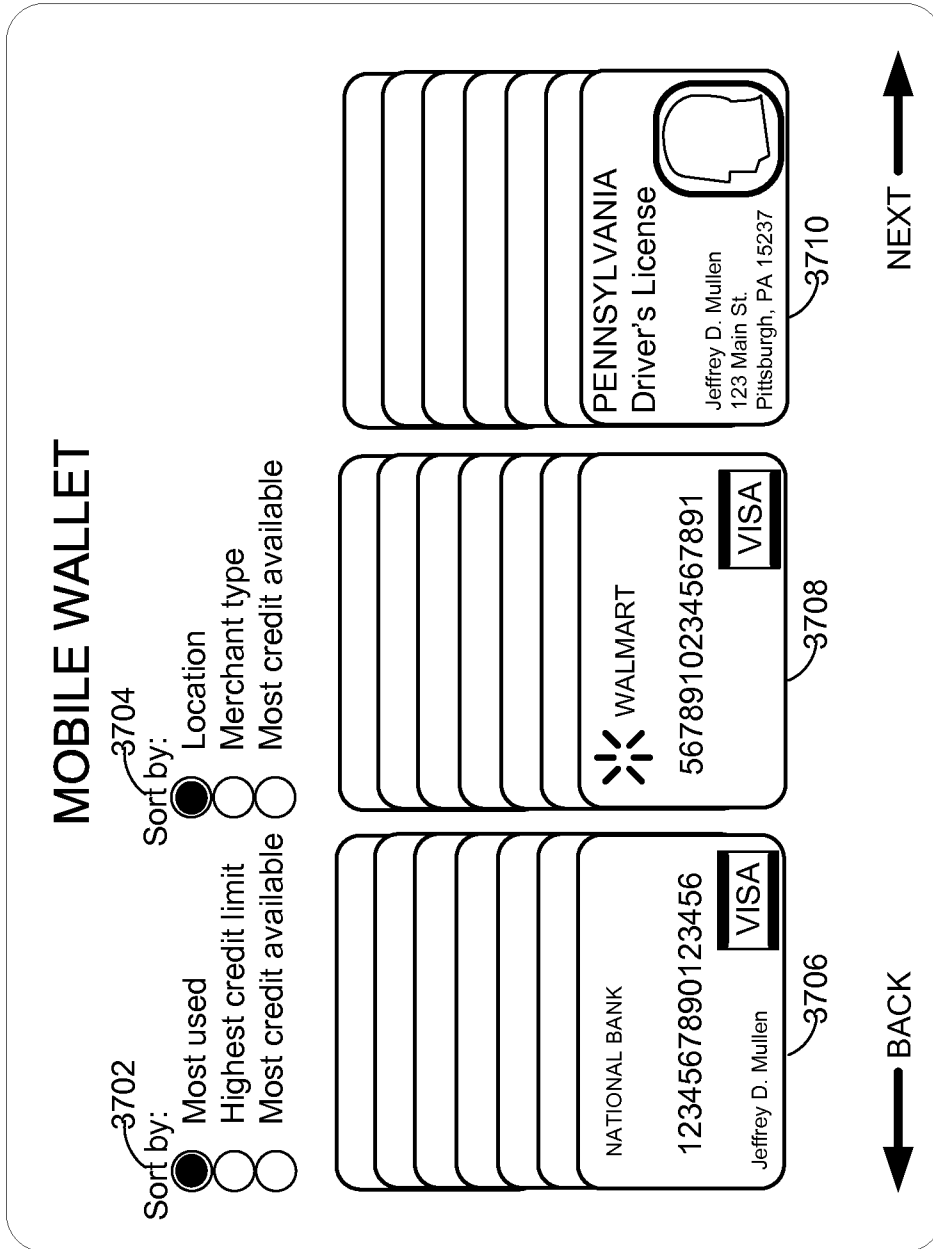 MOBILE WALLET
3702
Sort by:
Most used
Highest credit limit
Most credit available
3704
Sort by:
Location
Merchant type
Most credit available
NATIONAL BANK
1234567890123456
Jeffrey D. Mullen
VISA
3706
WALMART
5678910234567891
VISA
3708
PENNSYLVANIA
Driver's License
Jeffrey D. Mullen
123 Main St.
Pittsburgh, PA 15237
3710
BACK
NEXT